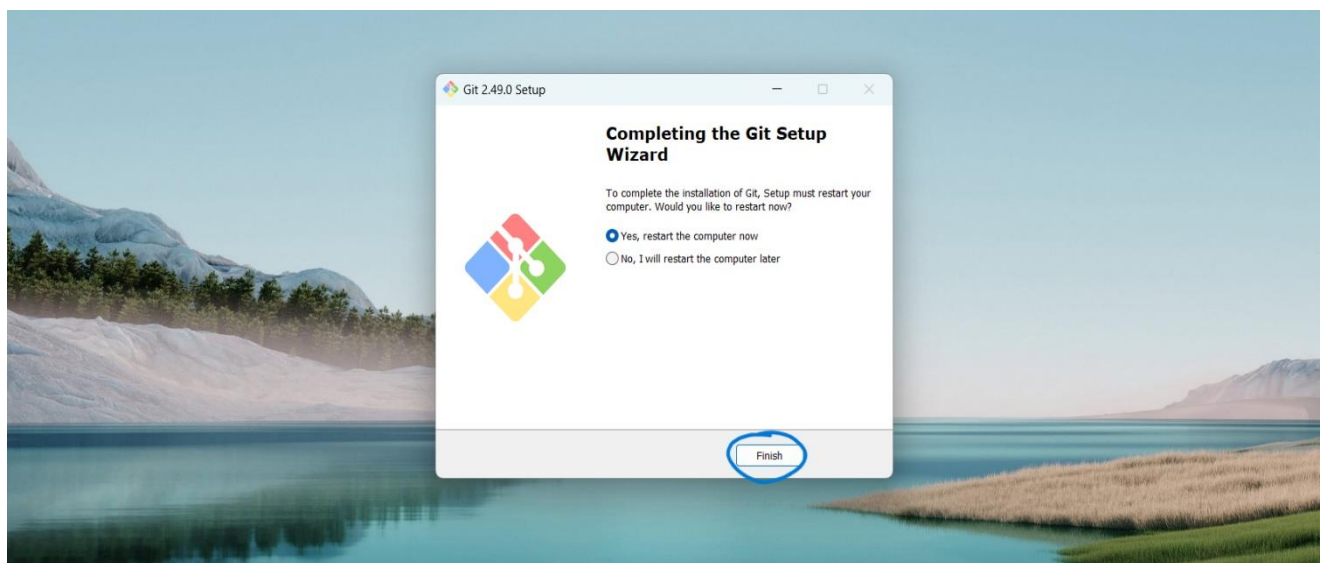 Git 2.49.0 Setup
Completing the Git Setup
Wizard
To complete the installation of Git, Setup must restart your
computer. Would you like to restart now?
Yes, restart the computer now
No, I will restart the computer later
Finish